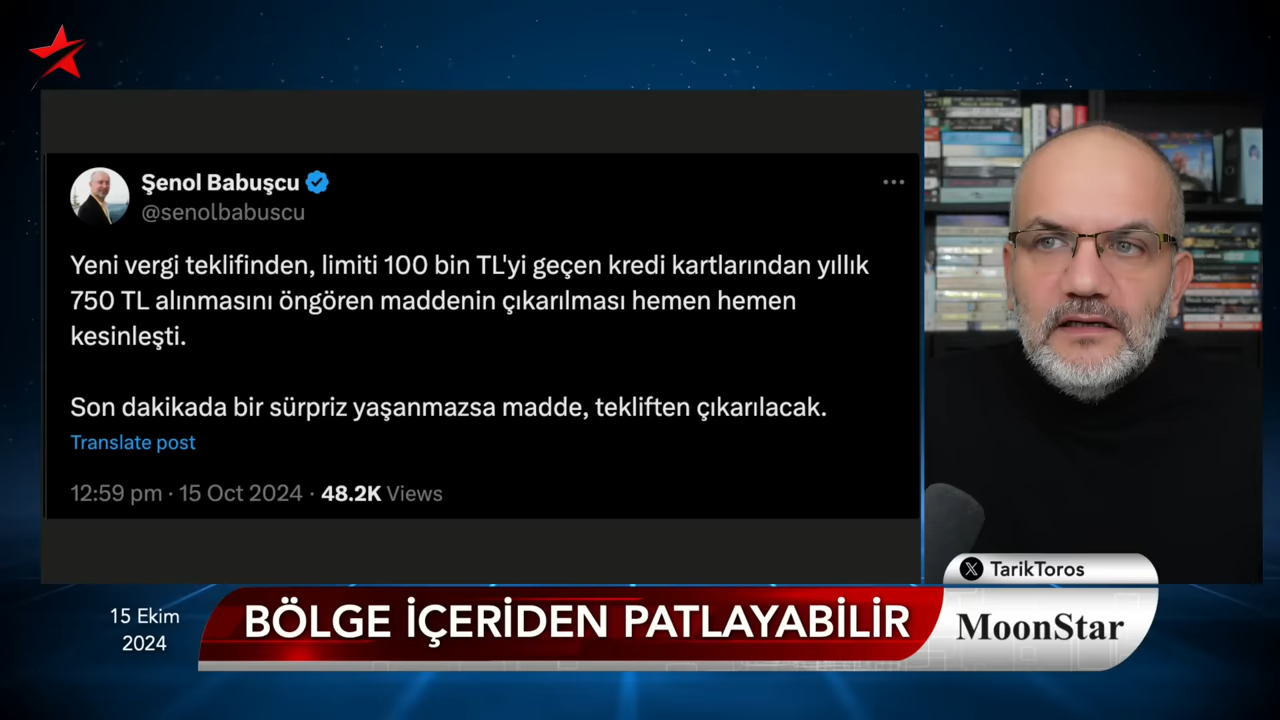 Şenol Babuşcu
@senolbabuscu
Yeni vergi teklifinden, limiti 100 bin TL'yi geçen kredi kartlarından yıllık
750 TL alınmasını öngören maddenin çıkarılması hemen hemen
kesinleşti.
Son dakikada bir sürpriz yaşanmazsa madde, tekliften çıkarılacak.
Translate post
12:59 pm · 15 Oct 2024 · 48.2K Views
TarikToros
15 Ekim
2024
BÖLGE İÇERİDEN PATLAYABİLİR
MoonStar